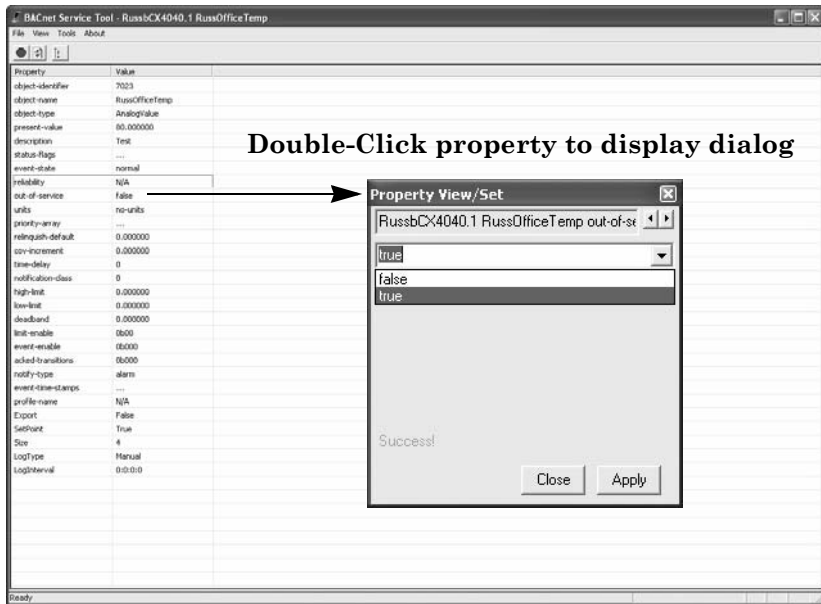 BACnet Service Tool - RussbCX4040.1 RussOfficeTemp
File View Tools About
Property Value
object-identifier 7023
object-name RussOfficeTemp
object-type AnalogValue
present-value 80.000000
description Test
status-flags ...
event-state normal
reliability N/A
out-of-service false
units no-units
priority-array ...
relinquish-default 0.000000
cov-increment 0.000000
time-delay 0
notification-class 0
high-limit 0.000000
low-limit 0.000000
deadband 0.000000
limit-enable 0b00
event-enable 0b000
acked-transitions 0b000
notify-type alarm
event-time-stamps ...
profile-name N/A
Export False
SetPoint True
Size 4
LogType Manual
LogInterval 0:0:0:0
Double-Click property to display dialog
Property View/Set
RussbCX4040.1 RussOfficeTemp out-of-se
true
false
true
Success!
Close Apply
Ready